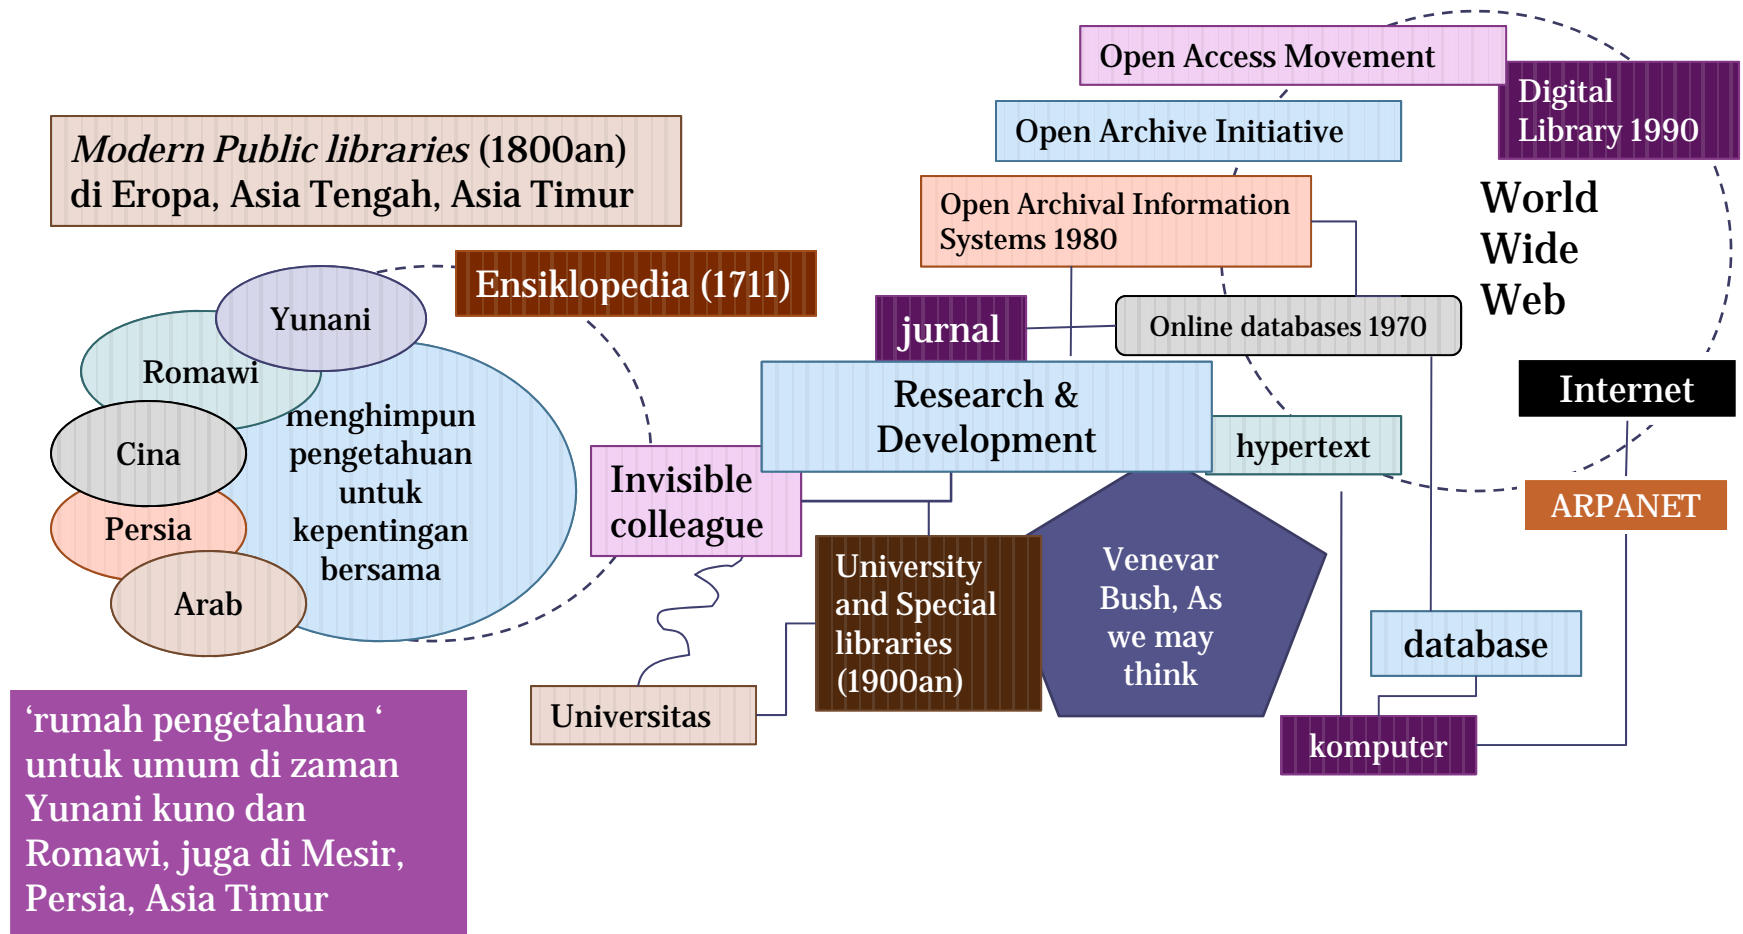 Open Access Movement
Digital
Library 1990
Open Archive Initiative
Modern Public libraries (1800an)
di Eropa, Asia Tengah, Asia Timur
Open Archival Information
Systems 1980
World
Wide
Web
Ensiklopedia (1711)
Yunani
Romawi
Cina
Persia
Arab
menghimpun
pengetahuan
untuk
kepentingan
bersama
jurnal
Online databases 1970
Research &
Development
Internet
hypertext
Invisible
colleague
ARPANET
University
and Special
libraries
(1900an)
Venevar
Bush, As
we may
think
database
Universitas
komputer
‘rumah pengetahuan ‘
untuk umum di zaman
Yunani kuno dan
Romawi, juga di Mesir,
Persia, Asia Timur